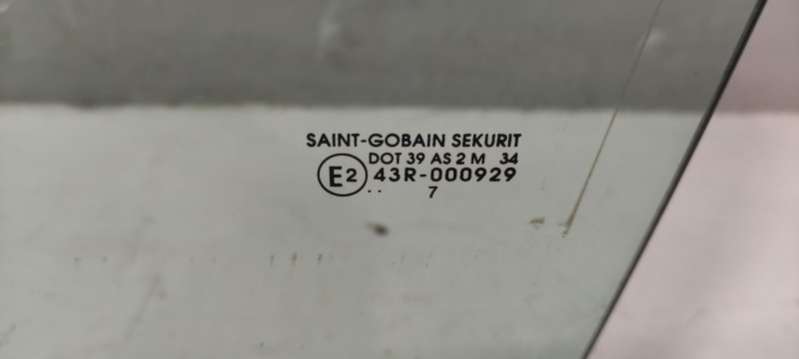 SAINT-GOBAIN SEKURIT
DOT 39 AS 2 M 34
E2 43R-000929
.. 7